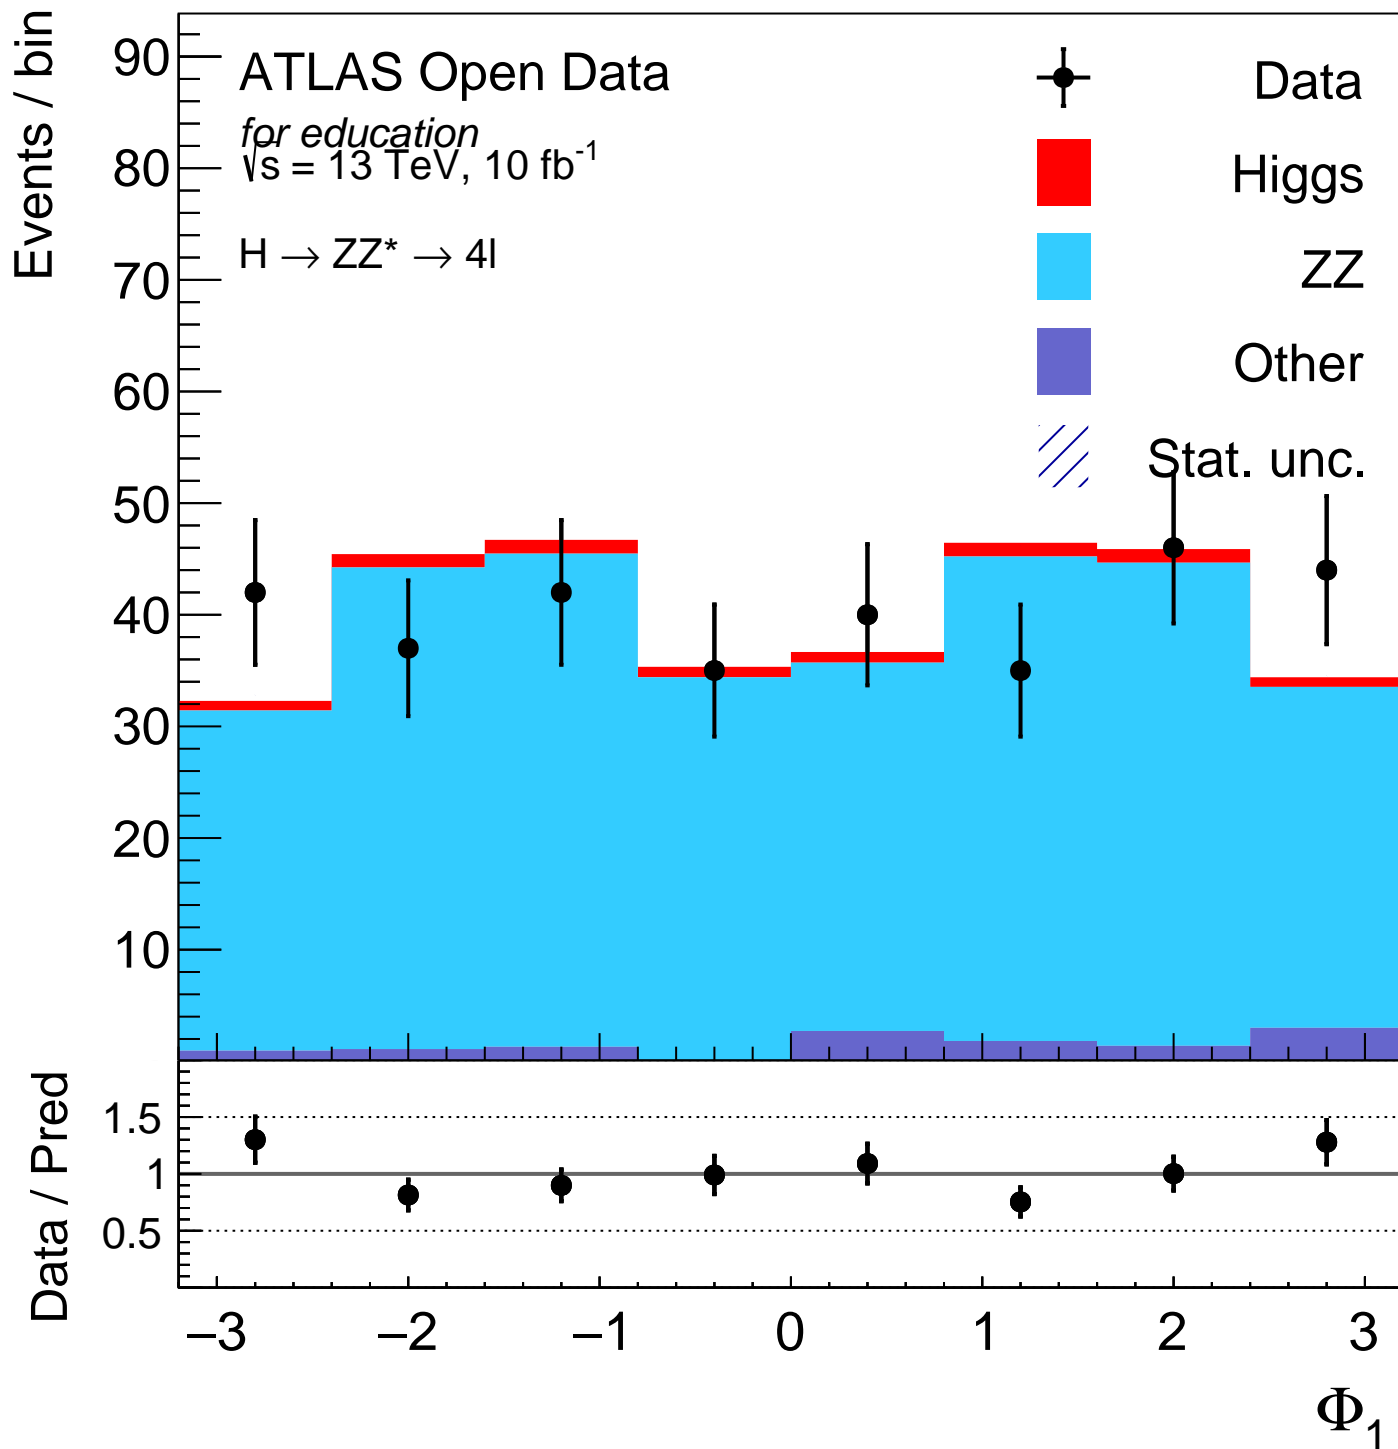 Events / bin
90
80
70
60
50
40
30
20
10
ATLAS Open Data
for education
√s = 13 TeV, 10 fb⁻¹
H → ZZ* → 4l
Data
Higgs
ZZ
Other
Stat. unc.
Data / Pred
1.5
1
0.5
−3 −2 −1 0 1 2 3
Φ₁